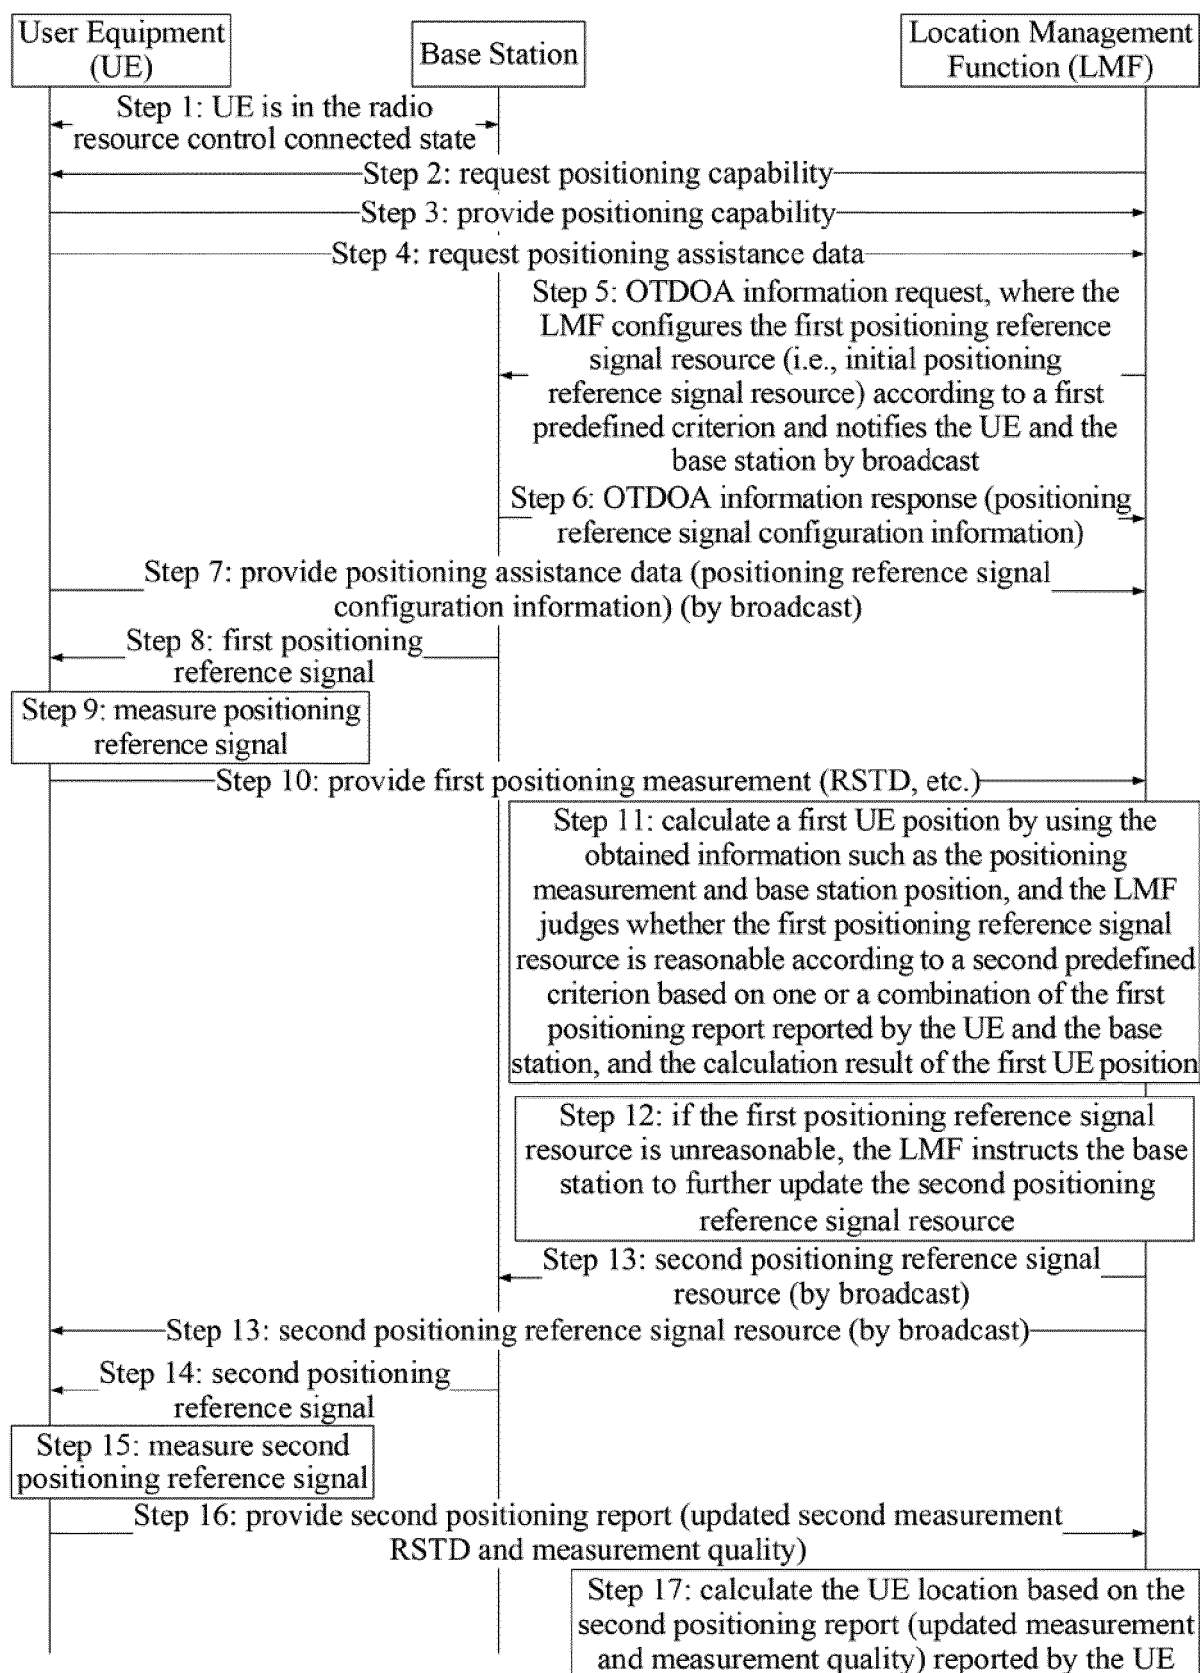 User Equipment
(UE)
Base Station
Location Management
Function (LMF)
Step 1: UE is in the radio
resource control connected state
Step 2: request positioning capability
Step 3: provide positioning capability
Step 4: request positioning assistance data
Step 5: OTDOA information request, where the
LMF configures the first positioning reference
signal resource (i.e., initial positioning
reference signal resource) according to a first
predefined criterion and notifies the UE and the
base station by broadcast
Step 6: OTDOA information response (positioning
reference signal configuration information)
Step 7: provide positioning assistance data (positioning reference signal
configuration information) (by broadcast)
Step 8: first positioning
reference signal
Step 9: measure positioning
reference signal
Step 10: provide first positioning measurement (RSTD, etc.)
Step 11: calculate a first UE position by using the
obtained information such as the positioning
measurement and base station position, and the LMF
judges whether the first positioning reference signal
resource is reasonable according to a second predefined
criterion based on one or a combination of the first
positioning report reported by the UE and the base
station, and the calculation result of the first UE position
Step 12: if the first positioning reference signal
resource is unreasonable, the LMF instructs the base
station to further update the second positioning
reference signal resource
Step 13: second positioning reference signal
resource (by broadcast)
Step 13: second positioning reference signal resource (by broadcast)
Step 14: second positioning
reference signal
Step 15: measure second
positioning reference signal
Step 16: provide second positioning report (updated second measurement
RSTD and measurement quality)
Step 17: calculate the UE location based on the
second positioning report (updated measurement
and measurement quality) reported by the UE